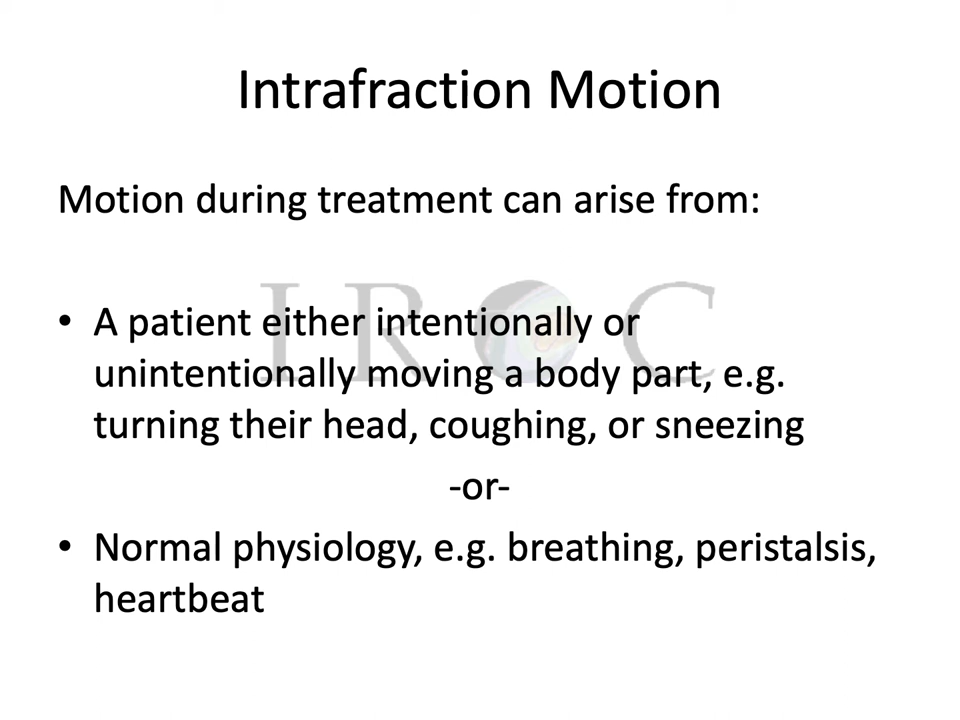 Intrafraction Motion
Motion during treatment can arise from:
IROC
• A patient either intentionally or
unintentionally moving a body part, e.g.
turning their head, coughing, or sneezing
-or-
• Normal physiology, e.g. breathing, peristalsis,
heartbeat